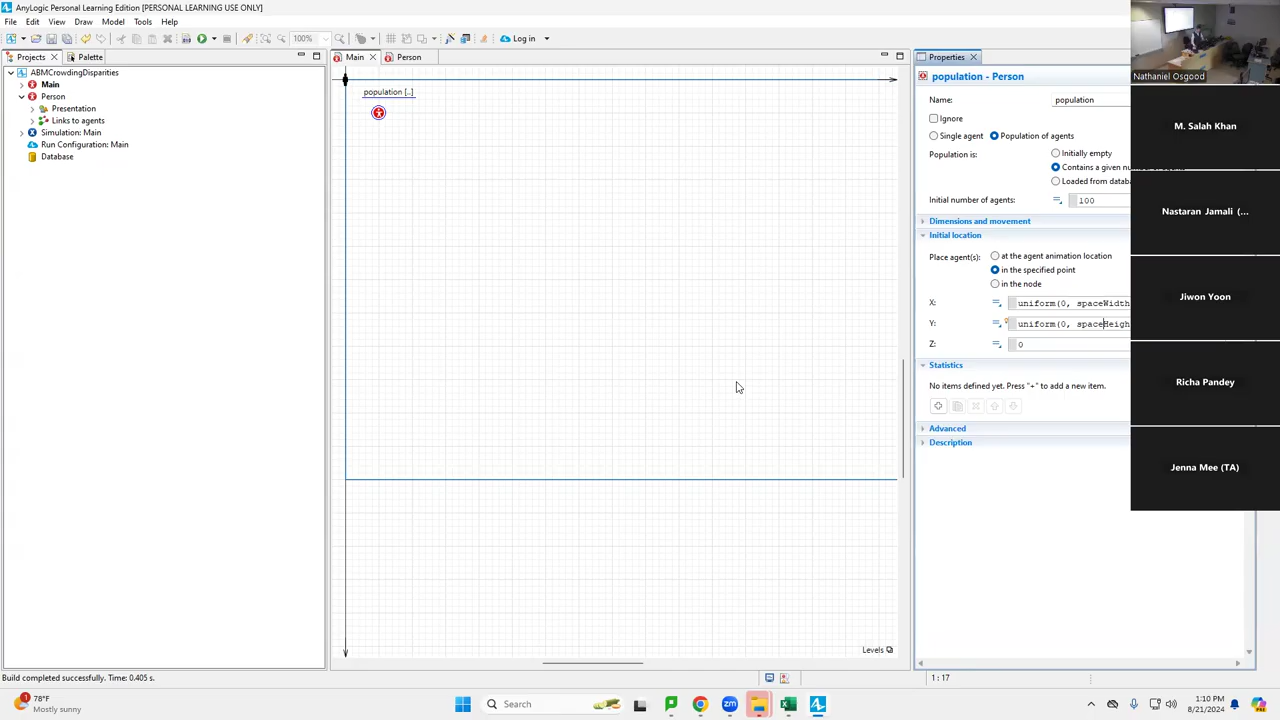 AnyLogic Personal Learning Edition [PERSONAL LEARNING USE ONLY]
File Edit View Draw Model Tools Help
100% Log in
Projects Palette
ABMCrowdingDisparities
Main
Person
Presentation
Links to agents
Simulation: Main
Run Configuration: Main
Database
Main Person
population [..]
Levels
Properties
population - Person
Name: population
Ignore
Single agent Population of agents
Population is: Initially empty
Contains a given n
Loaded from databa
Initial number of agents: 100
Dimensions and movement
Initial location
Place agent(s): at the agent animation location
in the specified point
in the node
X: uniform(0, spaceWidth
Y: uniform(0, spaceHeigh
Z: 0
Statistics
No items defined yet. Press "+" to add a new item.
Advanced
Description
Nathaniel Osgood
M. Salah Khan
Nastaran Jamali (...
Jiwon Yoon
Richa Pandey
Jenna Mee (TA)
Build completed successfully. Time: 0.405 s.
1 : 17
1
78°F
Mostly sunny
Search
zm
1:10 PM
8/21/2024